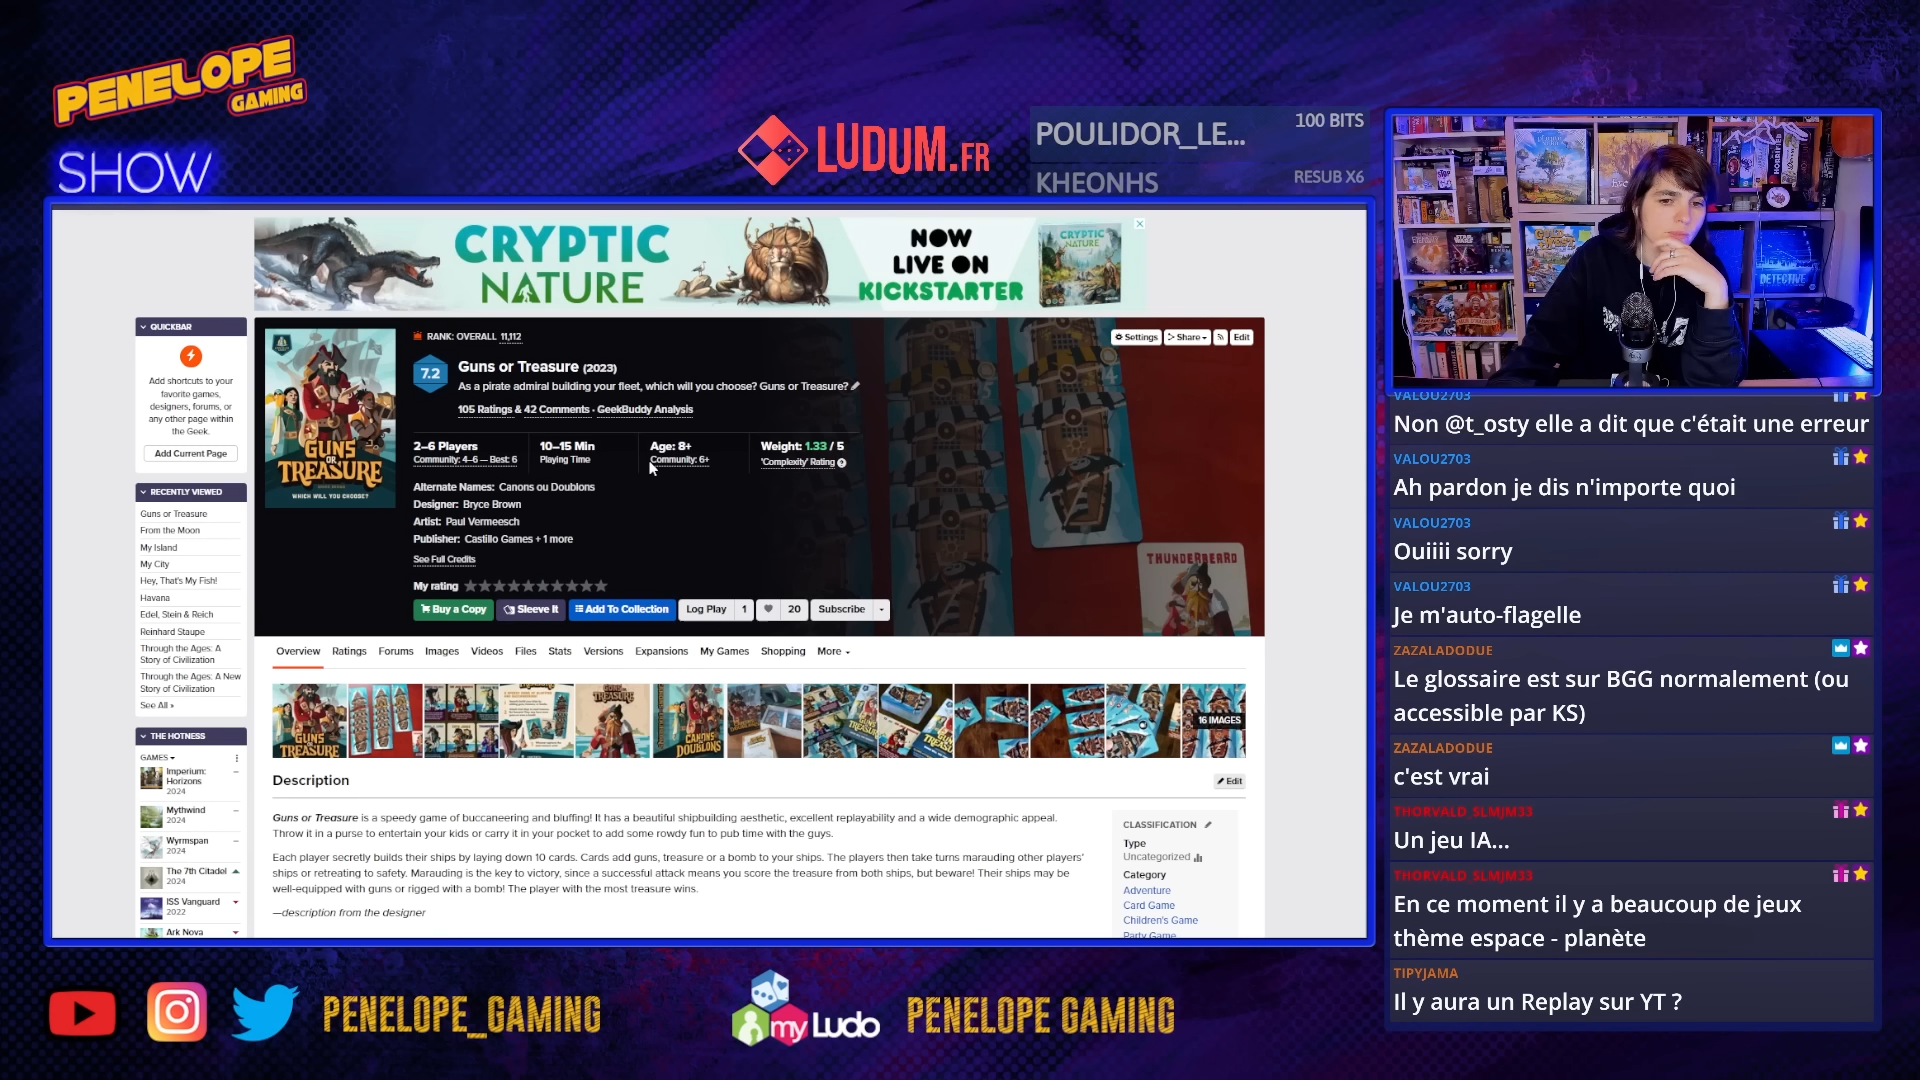 PENELOPE
GAMING
SHOW
LUDUM.FR
POULIDOR_LE...
100 BITS
KHEONHS
RESUB X6
CRYPTIC
NATURE
NOW
LIVE ON
KICKSTARTER
CRYPTIC
NATURE
QUICKBAR
Add shortcuts to your
favorite games,
designers, forums, or
any other page within
the Geek.
Add Current Page
RECENTLY VIEWED
Guns or Treasure
From the Moon
My Island
My City
Hey, That's My Fish!
Havana
Edel, Stein & Reich
Reinhard Staupe
Through the Ages: A
Story of Civilization
Through the Ages: A New
Story of Civilization
See All »
THE HOTNESS
GAMES
Imperium:
Horizons
2024
Mythwind
2024
Wyrmspan
2024
The 7th Citadel
2024
ISS Vanguard
2022
Ark Nova
GUNS
OR
TREASURE
WHICH WILL YOU CHOOSE?
RANK: OVERALL 11,112
Settings
Share
Edit
7.2
Guns or Treasure (2023)
As a pirate admiral building your fleet, which will you choose? Guns or Treasure?
105 Ratings & 42 Comments · GeekBuddy Analysis
2–6 Players
Community: 4–6 — Best: 6
10–15 Min
Playing Time
Age: 8+
Community: 6+
Weight: 1.33 / 5
'Complexity' Rating
Alternate Names: Canons ou Doublons
Designer: Bryce Brown
Artist: Paul Vermeesch
Publisher: Castillo Games + 1 more
See Full Credits
My rating
Buy a Copy
Sleeve It
Add To Collection
Log Play
1
20
Subscribe
THUNDERBEARD
Overview
Ratings
Forums
Images
Videos
Files
Stats
Versions
Expansions
My Games
Shopping
More
GUNS
TREASURE
CANONS
DOUBLONS
16 IMAGES
Description
Edit
Guns or Treasure is a speedy game of buccaneering and bluffing! It has a beautiful shipbuilding aesthetic, excellent replayability and a wide demographic appeal.
Throw it in a purse to entertain your kids or carry it in your pocket to add some rowdy fun to pub time with the guys.
Each player secretly builds their ships by laying down 10 cards. Cards add guns, treasure or a bomb to your ships. The players then take turns marauding other players'
ships or retreating to safety. Marauding is the key to victory, since a successful attack means you score the treasure from both ships, but beware! Their ships may be
well-equipped with guns or rigged with a bomb! The player with the most treasure wins.
—description from the designer
CLASSIFICATION
Type
Uncategorized
Category
Adventure
Card Game
Children's Game
Party Game
DETECTIVE
VALOU2703
Non @t_osty elle a dit que c'était une erreur
VALOU2703
Ah pardon je dis n'importe quoi
VALOU2703
Ouiiii sorry
VALOU2703
Je m'auto-flagelle
ZAZALADODUE
Le glossaire est sur BGG normalement (ou
accessible par KS)
ZAZALADODUE
c'est vrai
THORVALD_SLMJM33
Un jeu IA...
THORVALD_SLMJM33
En ce moment il y a beaucoup de jeux
thème espace - planète
TIPYJAMA
Il y aura un Replay sur YT ?
PENELOPE_GAMING
my Ludo
PENELOPE GAMING